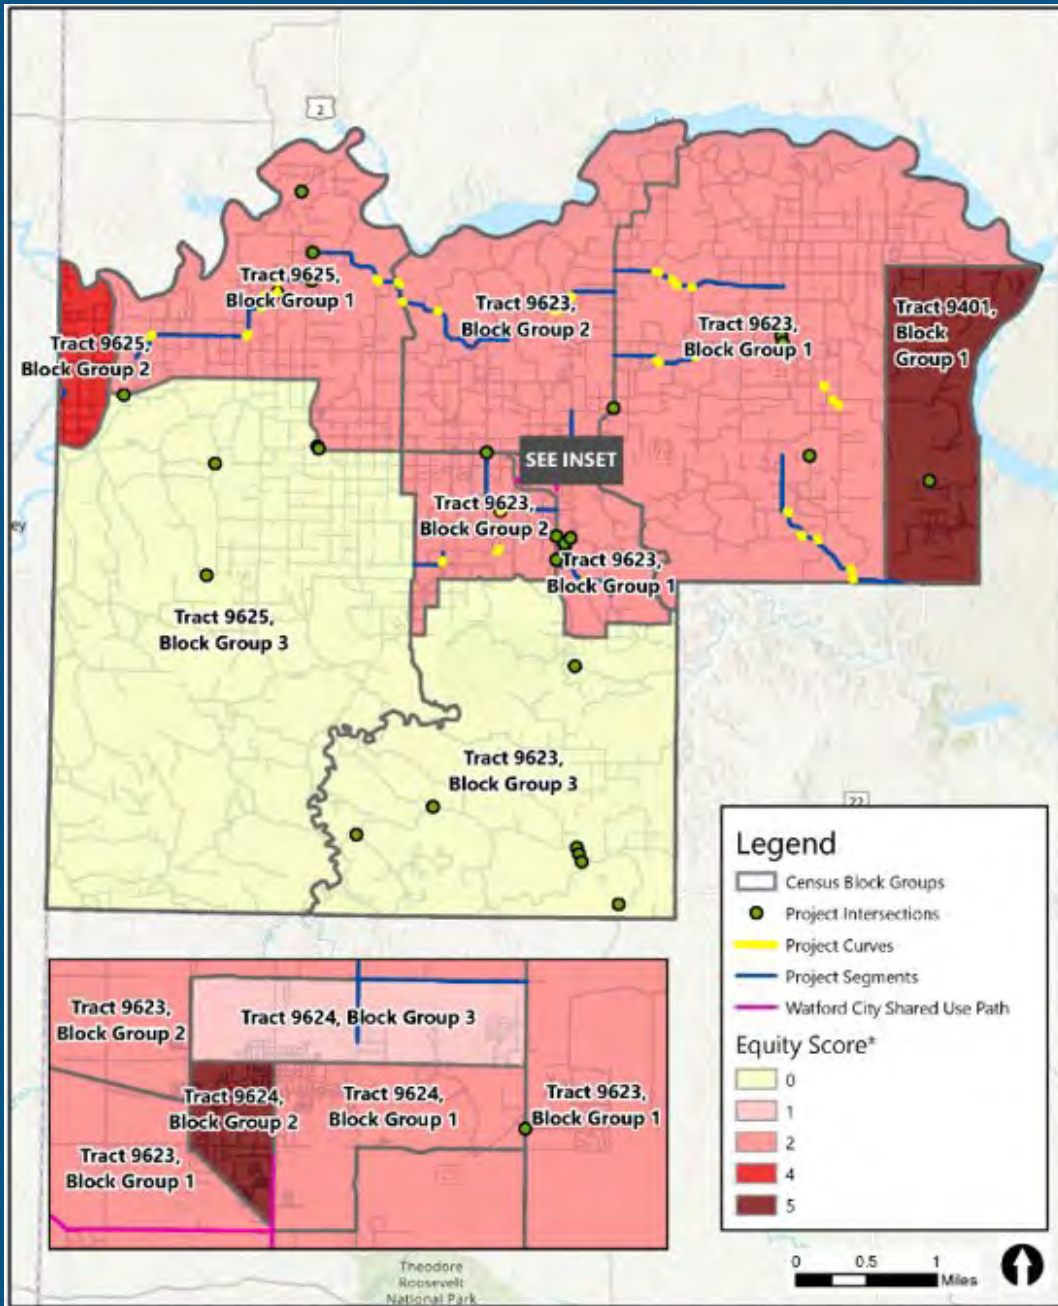 2
Tract 9625,
Block Group 1
Tract 9623,
Block Group 2
Tract 9623,
Block Group 1
Tract 9401,
Block
Group 1
Tract 9625,
Block Group 2
SEE INSET
Tract 9623,
Block Group 2
Tract 9623,
Block Group 1
Tract 9625,
Block Group 3
Tract 9623,
Block Group 3
22
Legend
Census Block Groups
Project Intersections
Project Curves
Project Segments
Watford City Shared Use Path
Equity Score*
0
1
2
4
5
Tract 9623,
Block Group 2
Tract 9624, Block Group 3
Tract 9624,
Block Group 2
Tract 9624,
Block Group 1
Tract 9623,
Block Group 1
Tract 9623,
Block Group 1
Theodore
Roosevelt
National Park
0 0.5 1
Miles